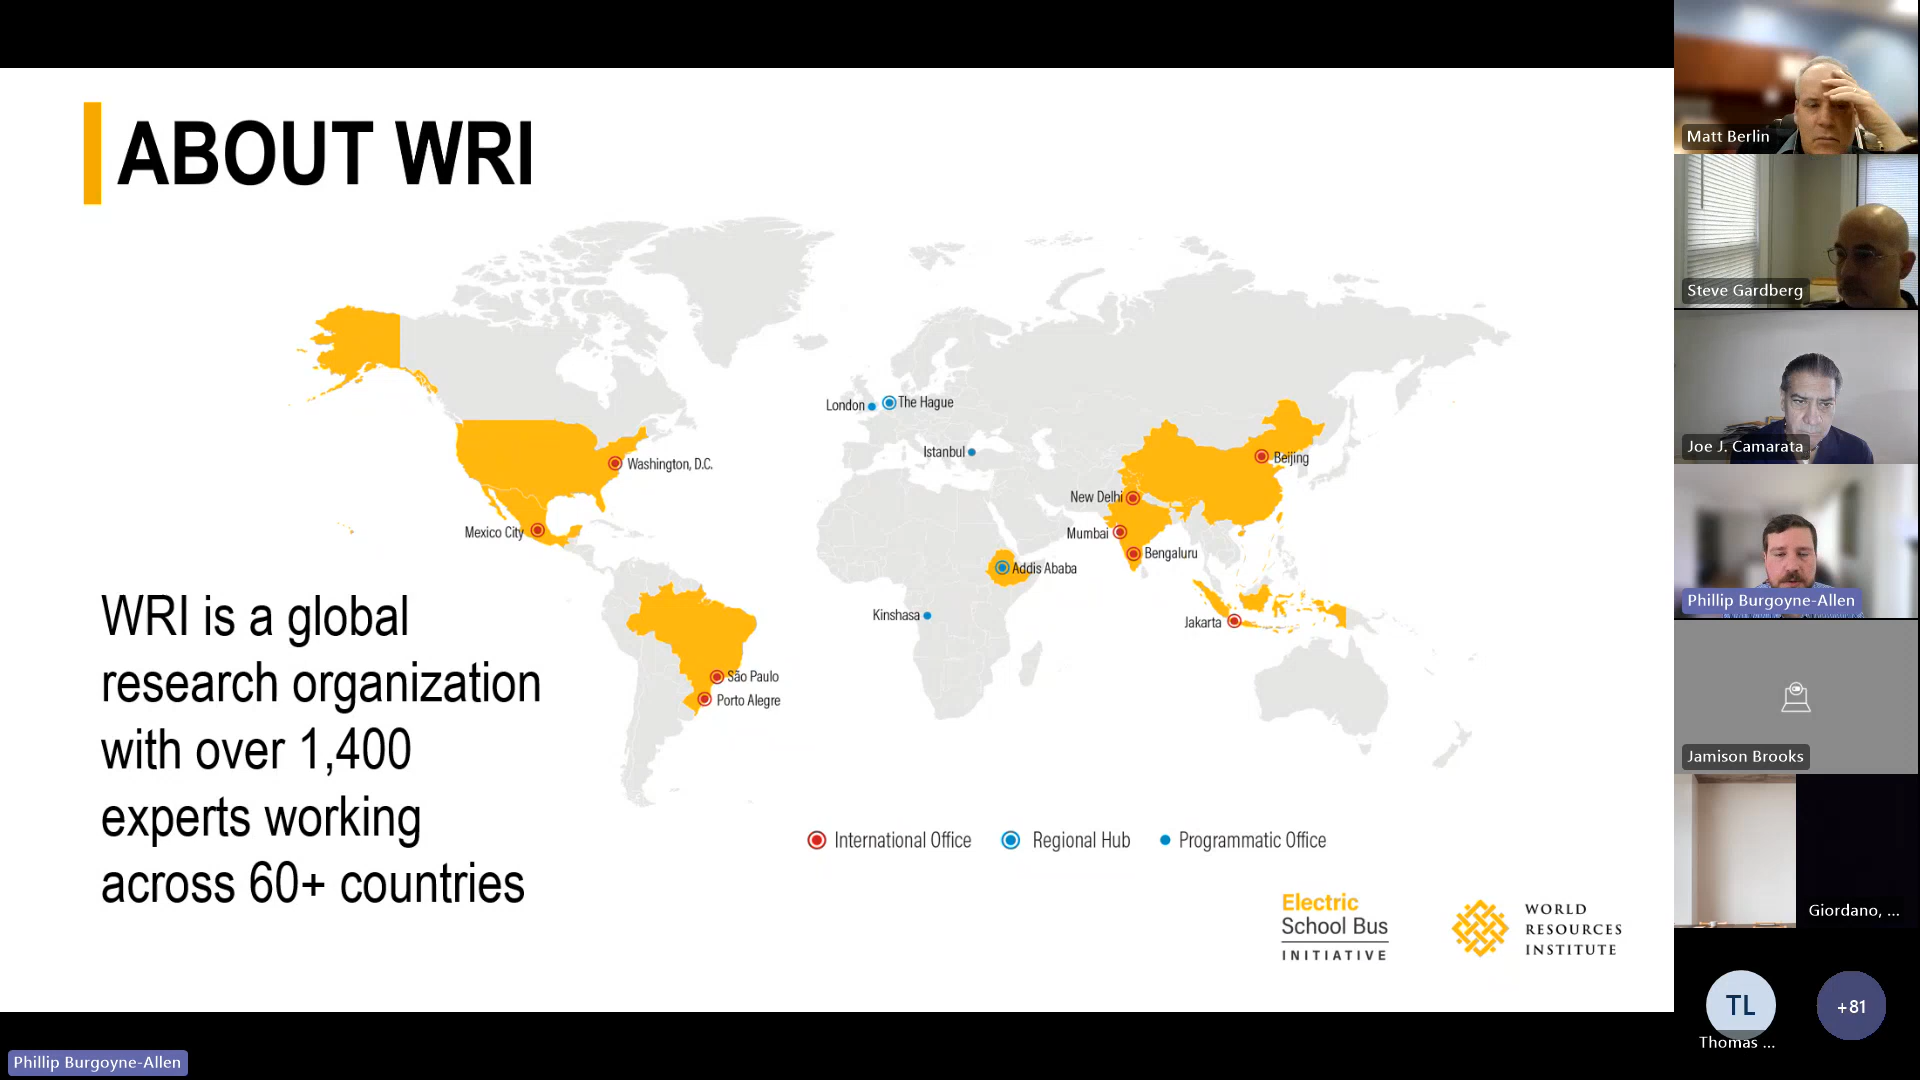 ABOUT WRI
London
The Hague
Istanbul
Washington, D.C.
Beijing
New Delhi
Mexico City
Mumbai
Bengaluru
Addis Ababa
Kinshasa
Jakarta
São Paulo
Porto Alegre
WRI is a global
research organization
with over 1,400
experts working
across 60+ countries
International Office
Regional Hub
Programmatic Office
Electric
School Bus
INITIATIVE
WORLD
RESOURCES
INSTITUTE
Matt Berlin
Steve Gardberg
Joe J. Camarata
Phillip Burgoyne-Allen
Jamison Brooks
Giordano, ...
TL
+81
Thomas ...
Phillip Burgoyne-Allen